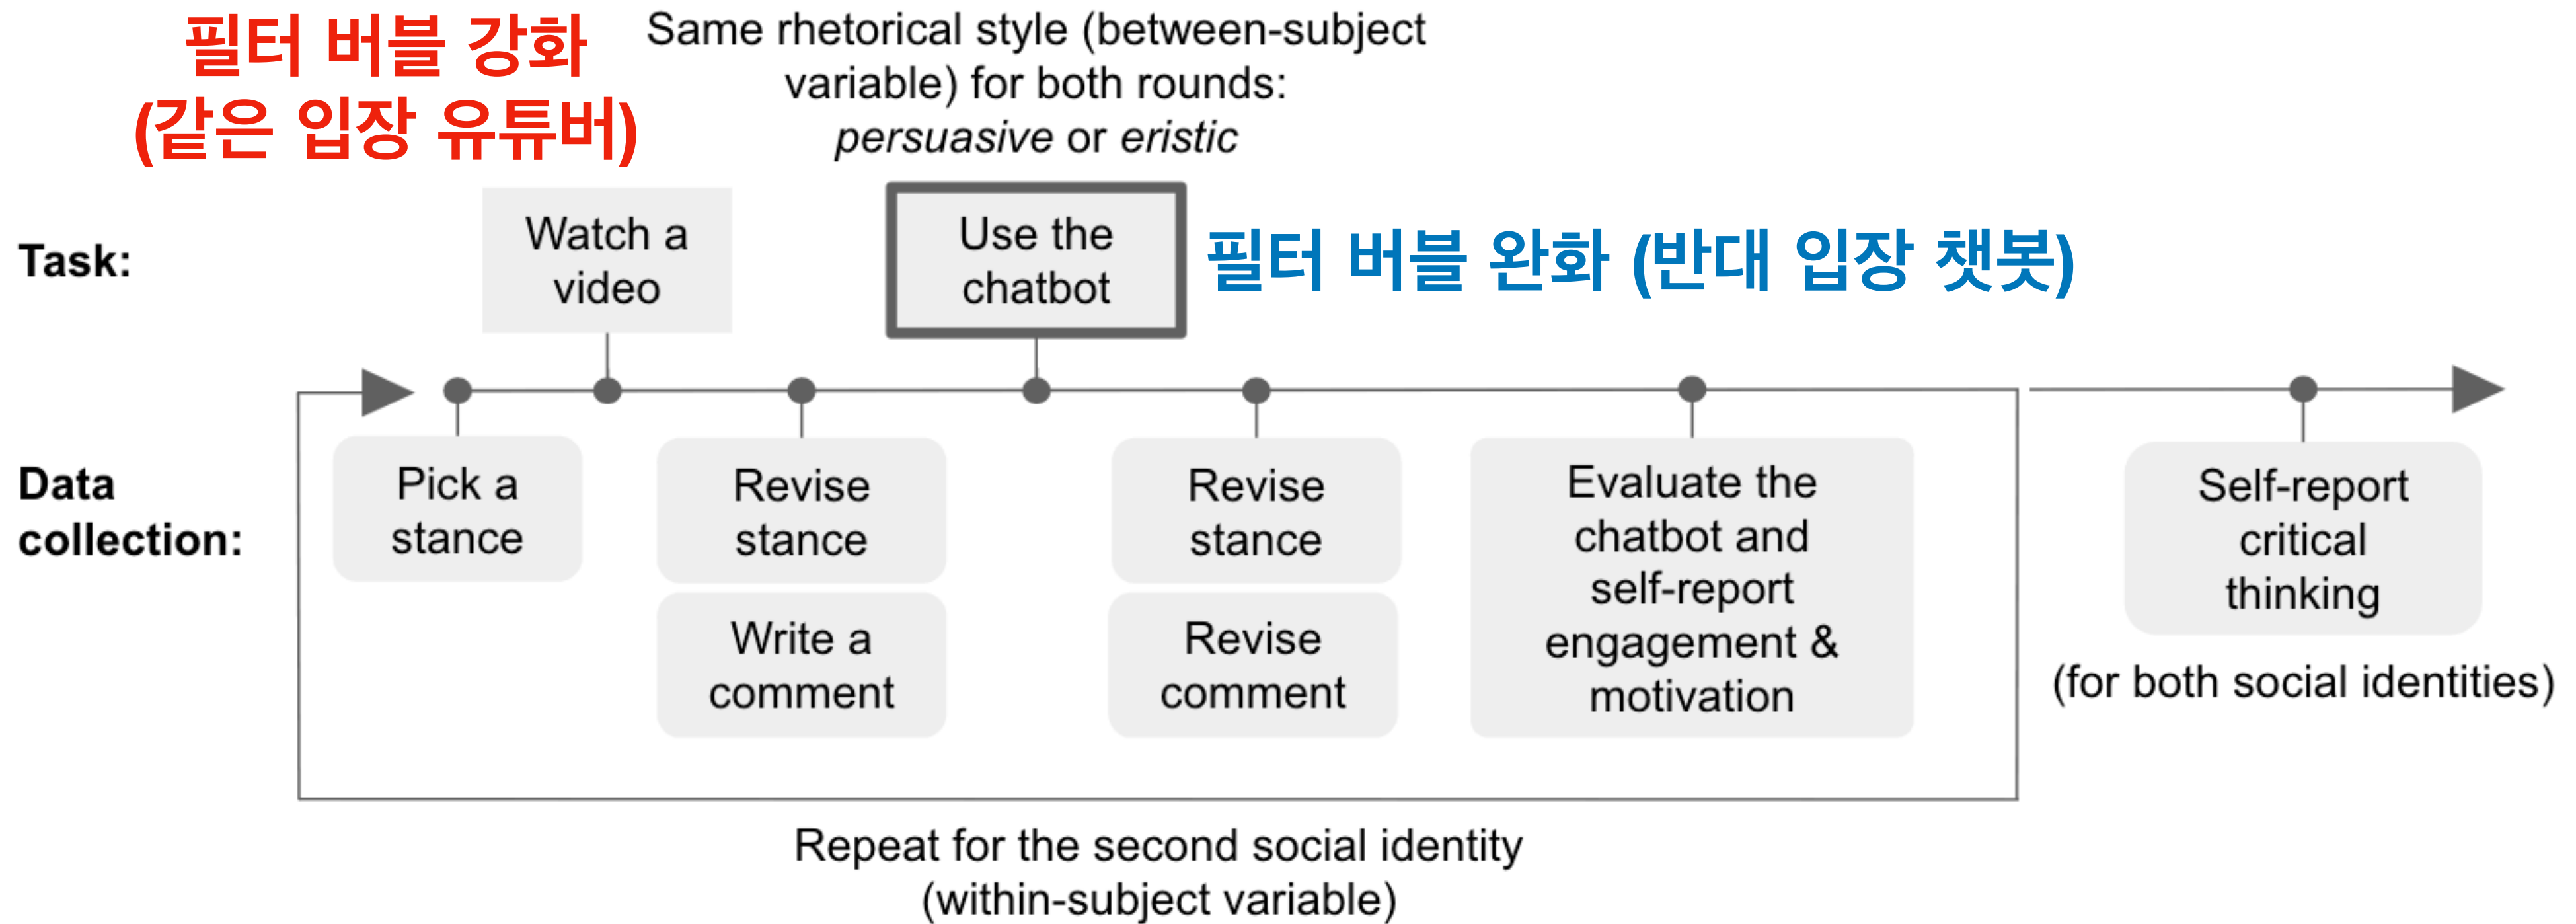 필터 버블 강화
(같은 입장 유튜버)
Same rhetorical style (between-subject
variable) for both rounds:
persuasive or eristic
Task:
Watch a
video
Use the
chatbot
필터 버블 완화 (반대 입장 챗봇)
Data
collection:
Pick a
stance
Revise
stance
Write a
comment
Revise
stance
Revise
comment
Evaluate the
chatbot and
self-report
engagement &
motivation
Self-report
critical
thinking
(for both social identities)
Repeat for the second social identity
(within-subject variable)